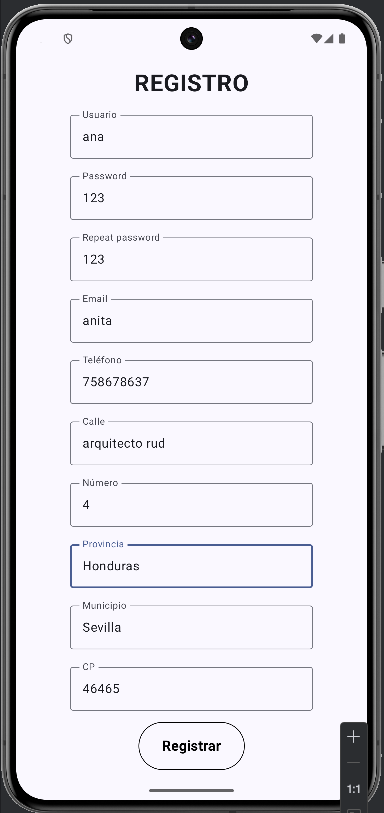 REGISTRO
Usuario
ana
Password
123
Repeat password
123
Email
anita
Teléfono
758678637
Calle
arquitecto rud
Número
4
Provincia
Honduras
Municipio
Sevilla
CP
46465
Registrar
1:1